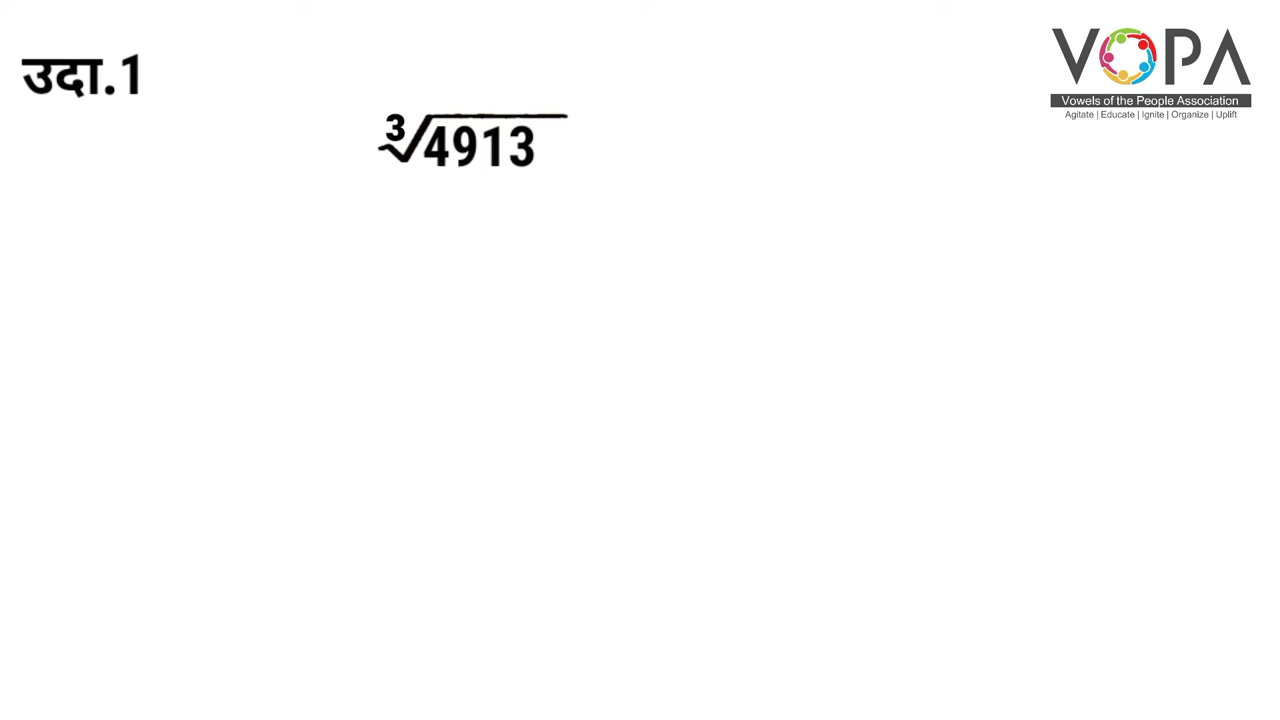 उदा.1
VOPA
Vowels of the People Association
Agitate | Educate | Ignite | Organize | Uplift
∛4913